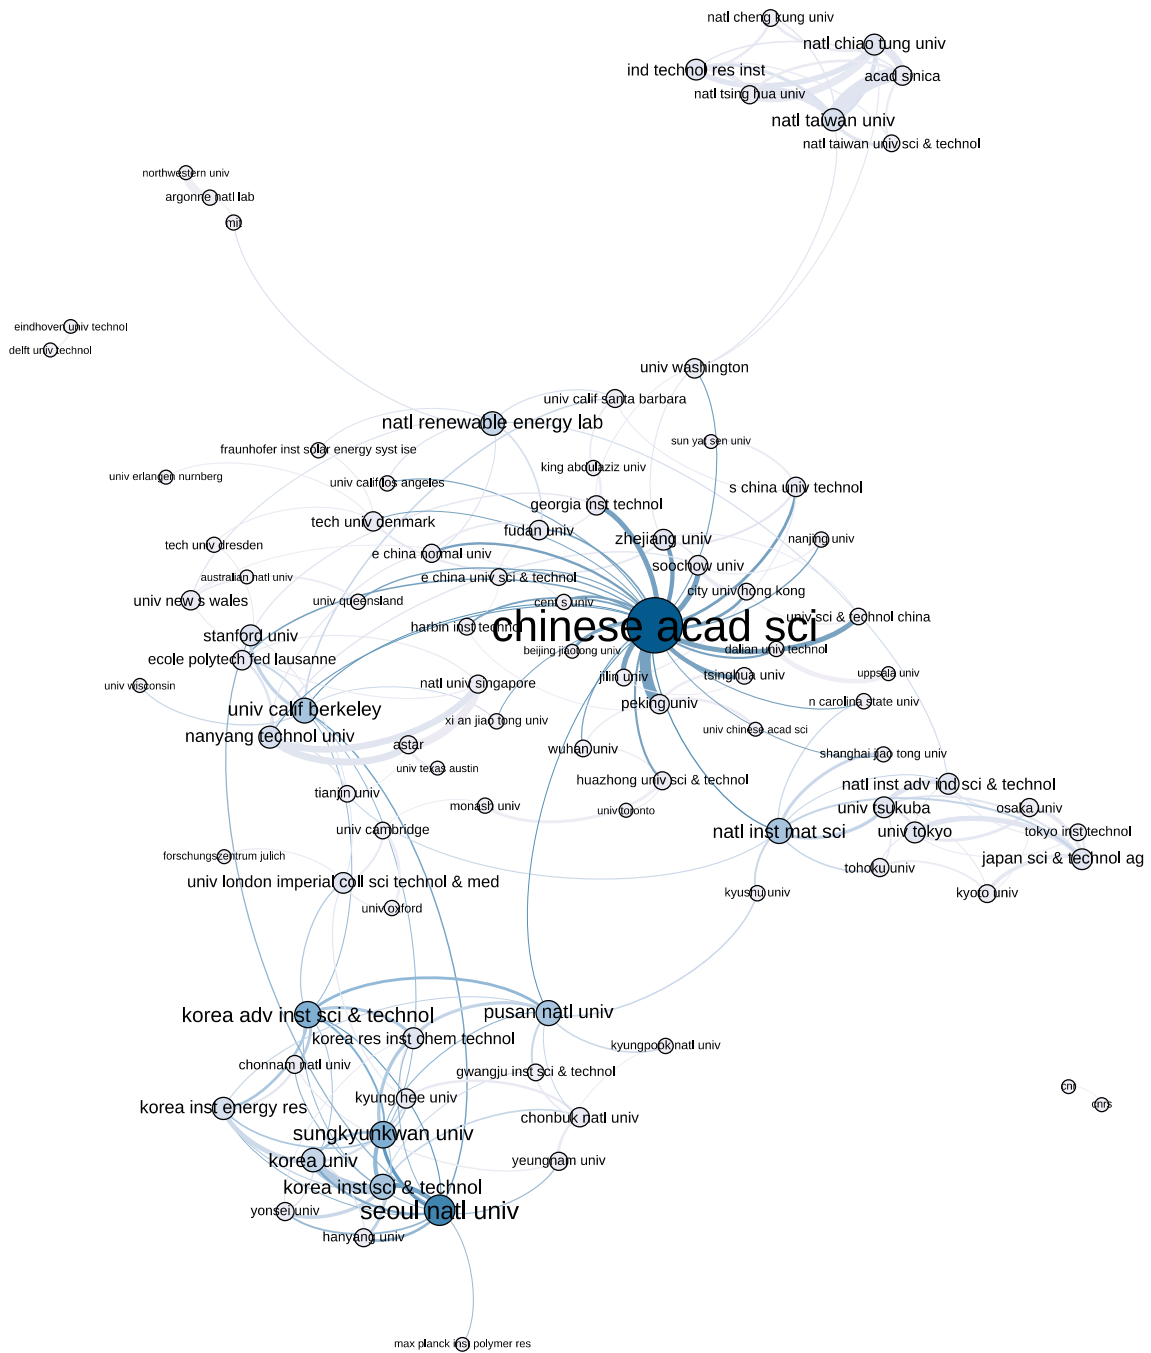 natl cheng kung univ
natl chiao tung univ
ind technol res inst
acad sinica
natl tsing hua univ
natl taiwan univ
natl taiwan univ sci & technol
northwestern univ
argonne natl lab
mit
eindhoven univ technol
delft univ technol
univ washington
univ calif santa barbara
natl renewable energy lab
sun yat sen univ
fraunhofer inst solar energy syst ise
king abdulaziz univ
univ erlangen nurnberg
univ calif los angeles
s china univ technol
georgia inst technol
tech univ denmark
fudan univ
zhejiang univ
nanjing univ
tech univ dresden
e china normal univ
soochow univ
australian natl univ
e china univ sci & technol
city univ hong kong
univ new s wales
univ queensland
cent s univ
univ sci & technol china
harbin inst technol
chinese acad sci
stanford univ
beijing jiaotong univ
dalian univ technol
ecole polytech fed lausanne
jilin univ
tsinghua univ
uppsala univ
univ wisconsin
natl univ singapore
peking univ
n carolina state univ
univ calif berkeley
xi an jiao tong univ
univ chinese acad sci
nanyang technol univ
astar
wuhan univ
shanghai jiao tong univ
univ texas austin
huazhong univ sci & technol
natl inst adv ind sci & technol
tianjin univ
monash univ
univ toronto
univ tsukuba
osaka univ
univ cambridge
natl inst mat sci
univ tokyo
tokyo inst technol
forschungszentrum julich
japan sci & technol ag
tohoku univ
univ london imperial coll sci technol & med
kyushu univ
kyoto univ
univ oxford
korea adv inst sci & technol
pusan natl univ
korea res inst chem technol
kyungpook natl univ
chonnam natl univ
gwangju inst sci & technol
cnr
kyung hee univ
cnrs
korea inst energy res
chonbuk natl univ
sungkyunkwan univ
korea univ
yeungnam univ
korea inst sci & technol
yonsei univ
seoul natl univ
hanyang univ
max planck inst polymer res